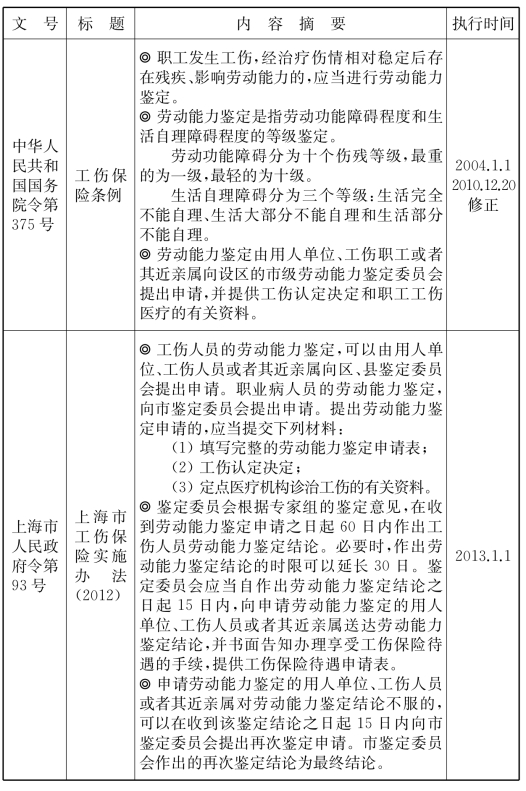 文 号
标 题
内 容 摘 要
执行时间
中华人
民共和
国国务
院令第
375 号
工伤保
险条例
◎ 职工发生工伤,经治疗伤情相对稳定后存
在残疾、影响劳动能力的,应当进行劳动能力
鉴定。
◎ 劳动能力鉴定是指劳动功能障碍程度和生
活自理障碍程度的等级鉴定。
劳动功能障碍分为十个伤残等级,最重
的为一级,最轻的为十级。
生活自理障碍分为三个等级:生活完全
不能自理、生活大部分不能自理和生活部分
不能自理。
◎ 劳动能力鉴定由用人单位、工伤职工或者
其近亲属向设区的市级劳动能力鉴定委员会
提出申请,并提供工伤认定决定和职工工伤
医疗的有关资料。
2004.1.1
2010.12.20
修正
上海市
人民政
府令第
93 号
上海市
工伤保
险实施
办 法
(2012)
◎ 工伤人员的劳动能力鉴定,可以由用人单
位、工伤人员或者其近亲属向区、县鉴定委员
会提出申请。职业病人员的劳动能力鉴定,
向市鉴定委员会提出申请。提出劳动能力鉴
定申请的,应当提交下列材料:
(1) 填写完整的劳动能力鉴定申请表;
(2) 工伤认定决定;
(3) 定点医疗机构诊治工伤的有关资料。
◎ 鉴定委员会根据专家组的鉴定意见,在收
到劳动能力鉴定申请之日起 60 日内作出工
伤人员劳动能力鉴定结论。必要时,作出劳
动能力鉴定结论的时限可以延长 30 日。鉴
定委员会应当自作出劳动能力鉴定结论之
日起 15 日内,向申请劳动能力鉴定的用人
单位、工伤人员或者其近亲属送达劳动能力
鉴定结论,并书面告知办理享受工伤保险待
遇的手续,提供工伤保险待遇申请表。
◎ 申请劳动能力鉴定的用人单位、工伤人员
或者其近亲属对劳动能力鉴定结论不服的,
可以在收到该鉴定结论之日起 15 日内向市
鉴定委员会提出再次鉴定申请。市鉴定委员
会作出的再次鉴定结论为最终结论。
2013.1.1